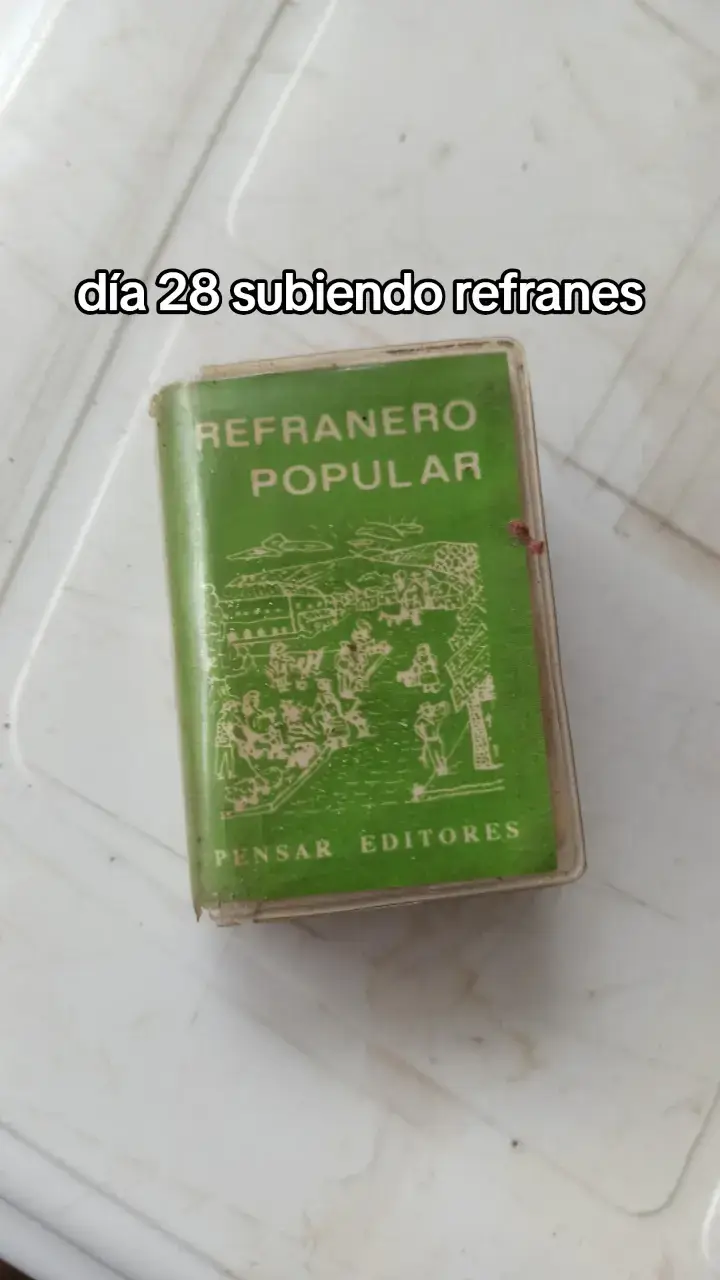 día 28 subiendo refranes
REFRANERO
POPULAR
PENSAR EDITORES